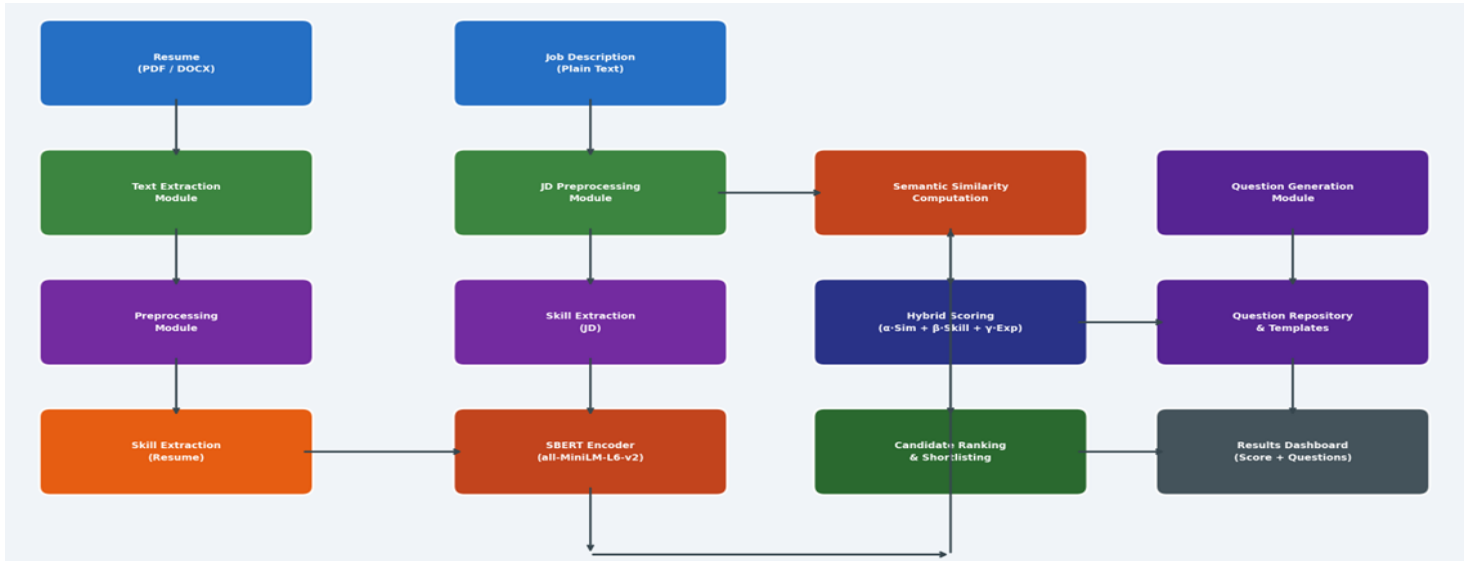 Resume
(PDF / DOCX)
Job Description
(Plain Text)
Text Extraction
Module
JD Preprocessing
Module
Semantic Similarity
Computation
Question Generation
Module
Preprocessing
Module
Skill Extraction
(JD)
Hybrid Scoring
(α·Sim + β·Skill + γ·Exp)
Question Repository
& Templates
Skill Extraction
(Resume)
SBERT Encoder
(all-MiniLM-L6-v2)
Candidate Ranking
& Shortlisting
Results Dashboard
(Score + Questions)